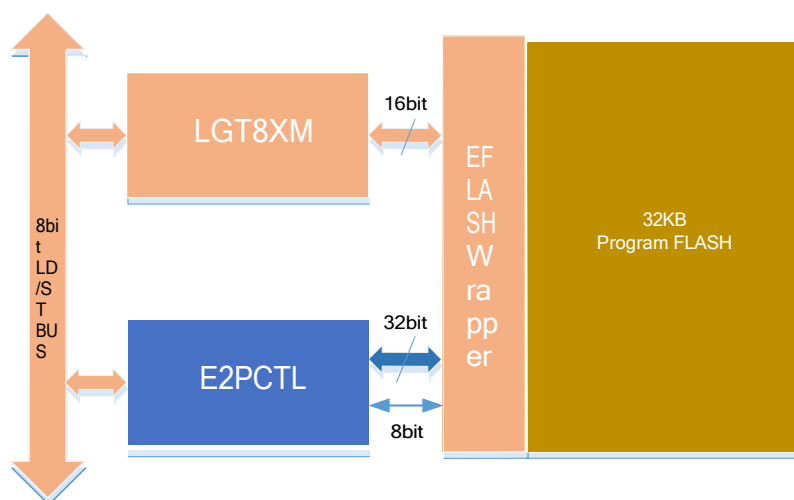 8bi
t
LD
/S
T
BU
S
LGT8XM
16bit
E2PCTL
32bit
8bit
EF
LA
SH
W
ra
pp
er
32KB
Program FLASH